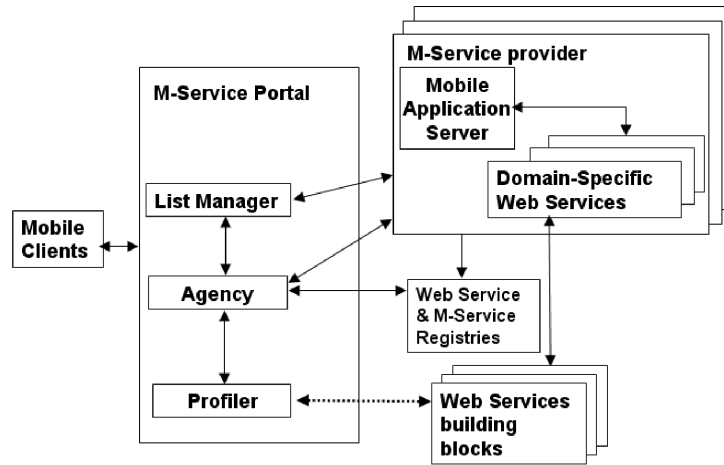 M-Service Portal
List Manager
Agency
Profiler
Mobile
Clients
M-Service provider
Mobile
Application
Server
Domain-Specific
Web Services
Web Service
& M-Service
Registries
Web Services
building
blocks